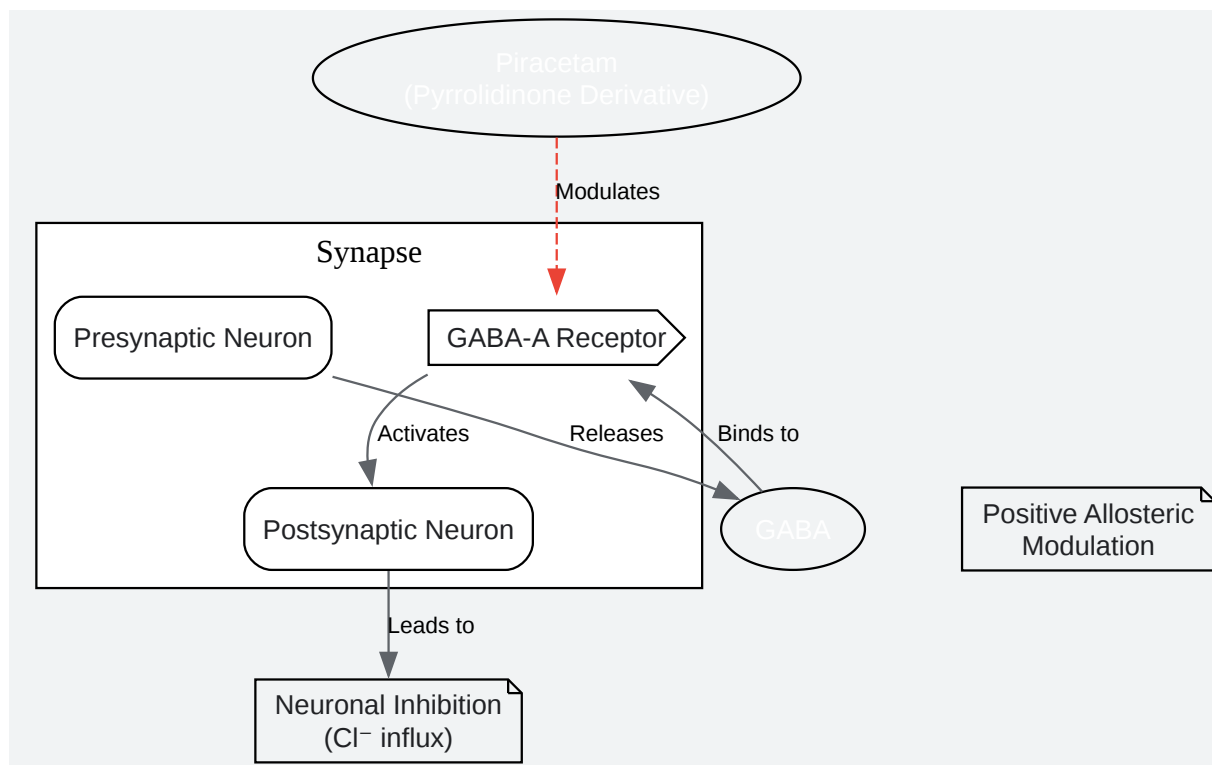 Piracetam
(Pyrrolidinone Derivative)
Modulates
Synapse
Presynaptic Neuron
GABA-A Receptor
Activates
Releases
Binds to
Postsynaptic Neuron
GABA
Positive Allosteric
Modulation
Leads to
Neuronal Inhibition
(Cl⁻ influx)